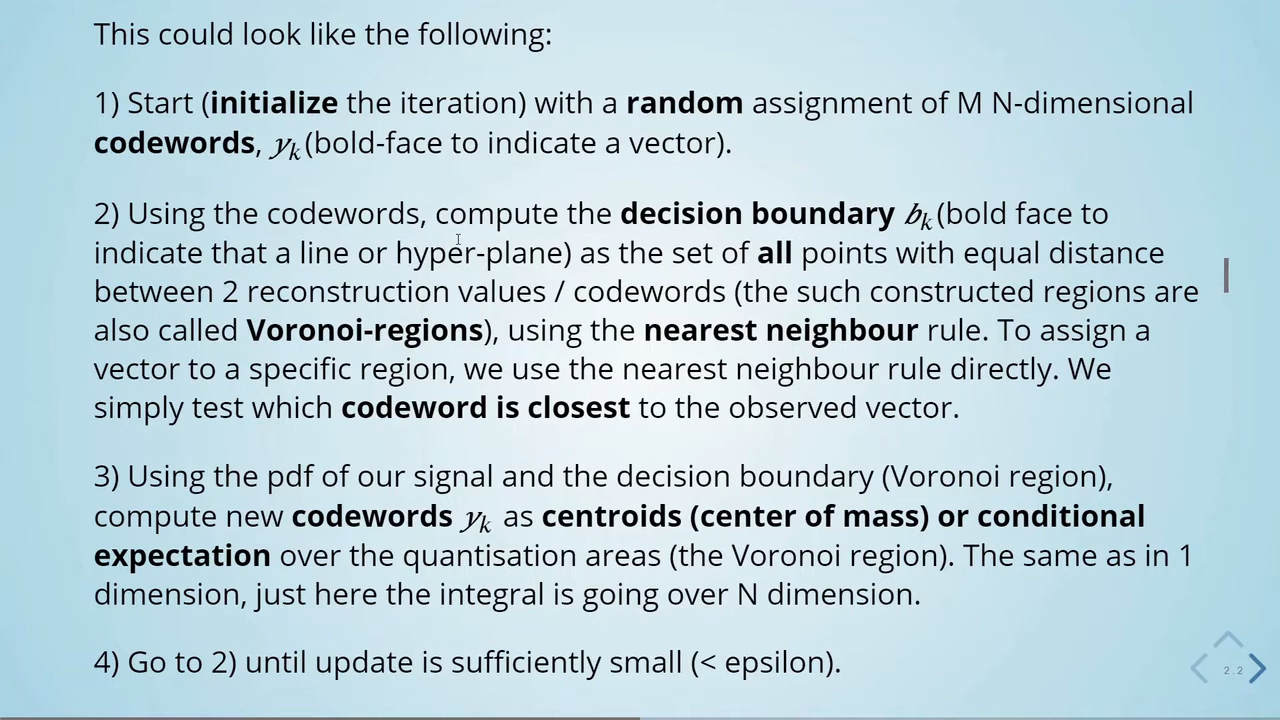 This could look like the following:
1) Start (initialize the iteration) with a random assignment of M N-dimensional
codewords, yₖ (bold-face to indicate a vector).
2) Using the codewords, compute the decision boundary bₖ (bold face to
indicate that a line or hyper-plane) as the set of all points with equal distance
between 2 reconstruction values / codewords (the such constructed regions are
also called Voronoi-regions), using the nearest neighbour rule. To assign a
vector to a specific region, we use the nearest neighbour rule directly. We
simply test which codeword is closest to the observed vector.
3) Using the pdf of our signal and the decision boundary (Voronoi region),
compute new codewords yₖ as centroids (center of mass) or conditional
expectation over the quantisation areas (the Voronoi region). The same as in 1
dimension, just here the integral is going over N dimension.
4) Go to 2) until update is sufficiently small (< epsilon).
2.2